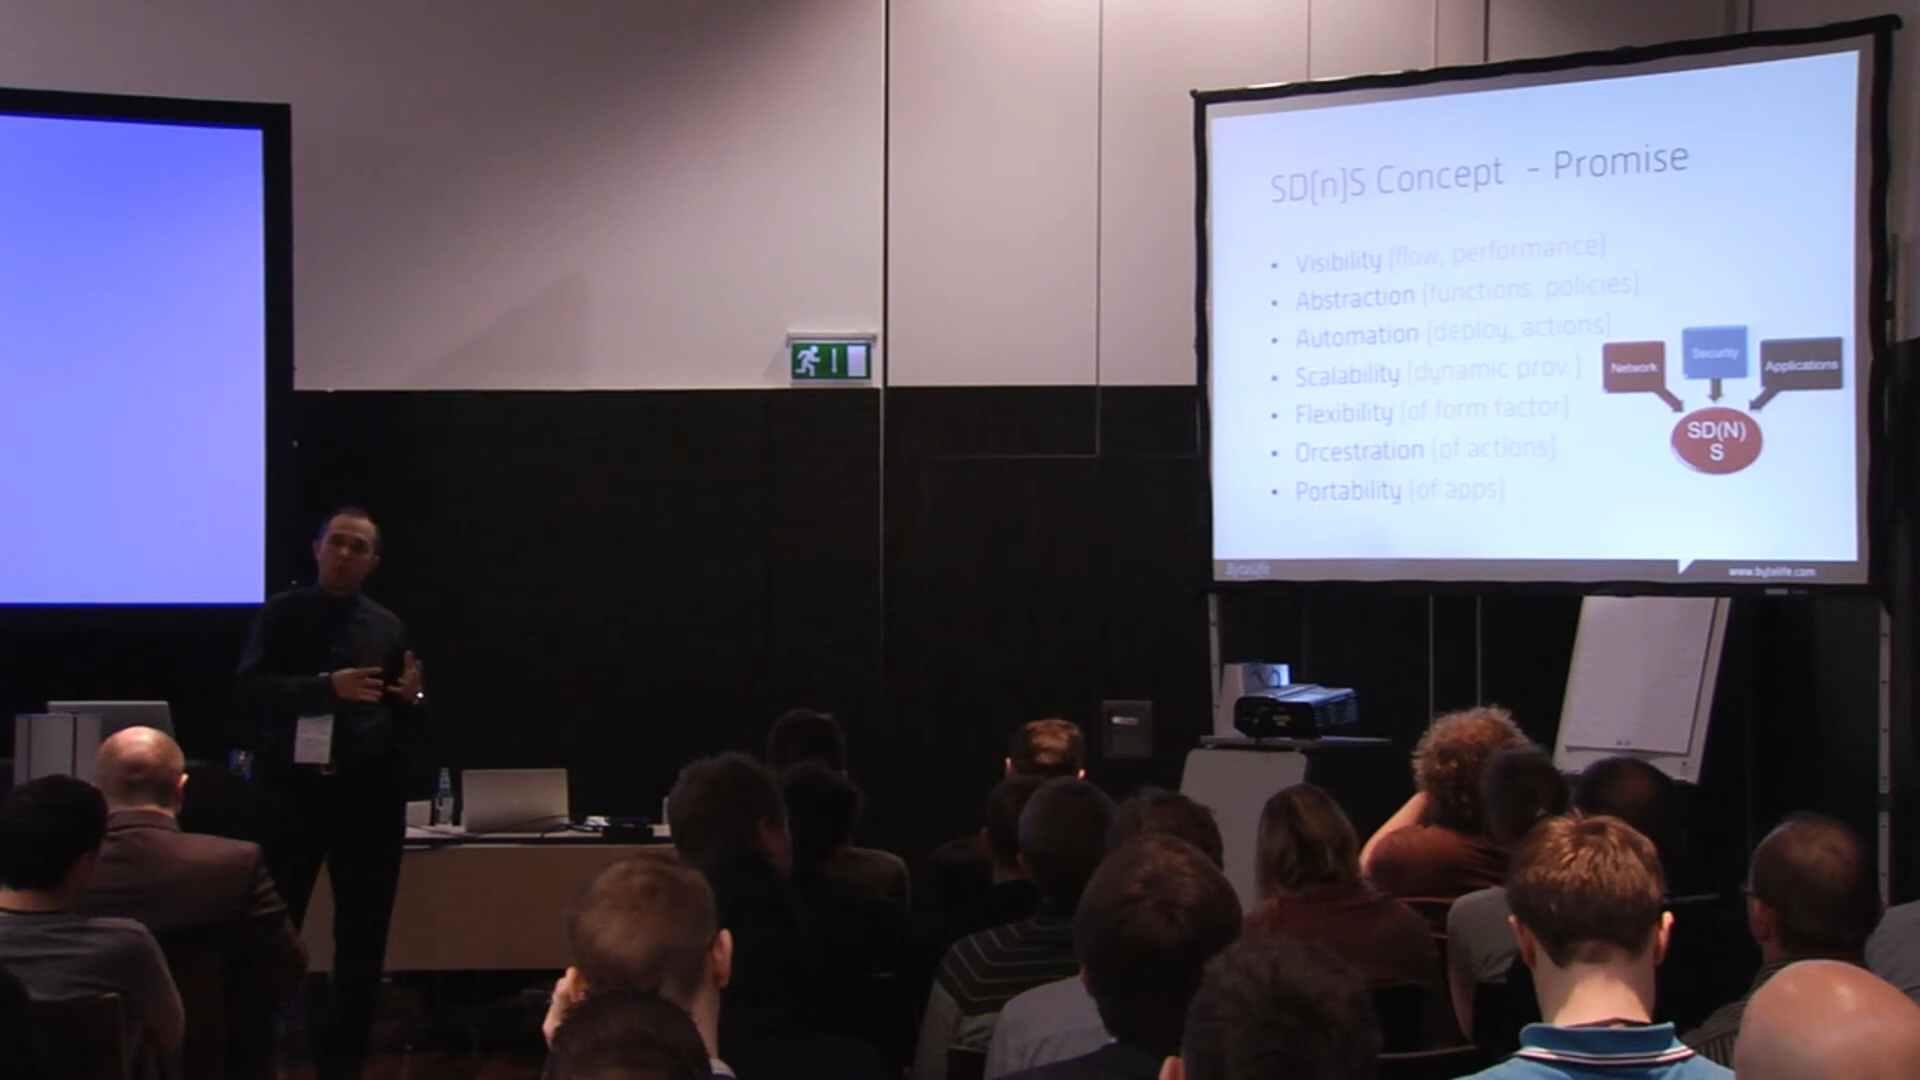 SD(n)S Concept - Promise
• Visibility (flow, performance)
• Abstraction (functions, policies)
• Automation (deploy, actions)
• Scalability (dynamic prov.)
• Flexibility (of form factor)
• Orcestration (of actions)
• Portability (of apps)
Network
Security
Applications
SD(N)
S
ByteLife
www.bytelife.com